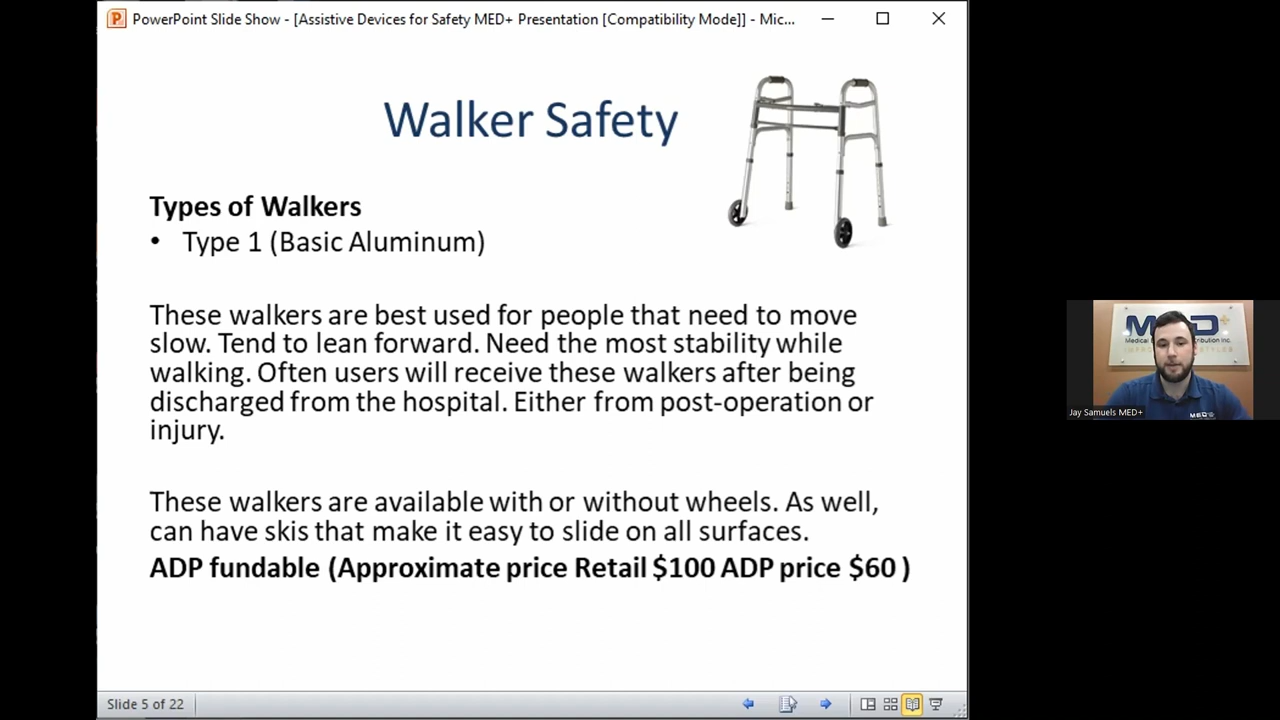 PowerPoint Slide Show - [Assistive Devices for Safety MED+ Presentation [Compatibility Mode]] - Mic...
Walker Safety
Types of Walkers
• Type 1 (Basic Aluminum)
These walkers are best used for people that need to move
slow. Tend to lean forward. Need the most stability while
walking. Often users will receive these walkers after being
discharged from the hospital. Either from post-operation or
injury.
These walkers are available with or without wheels. As well,
can have skis that make it easy to slide on all surfaces.
ADP fundable (Approximate price Retail $100 ADP price $60 )
Jay Samuels MED+
Slide 5 of 22